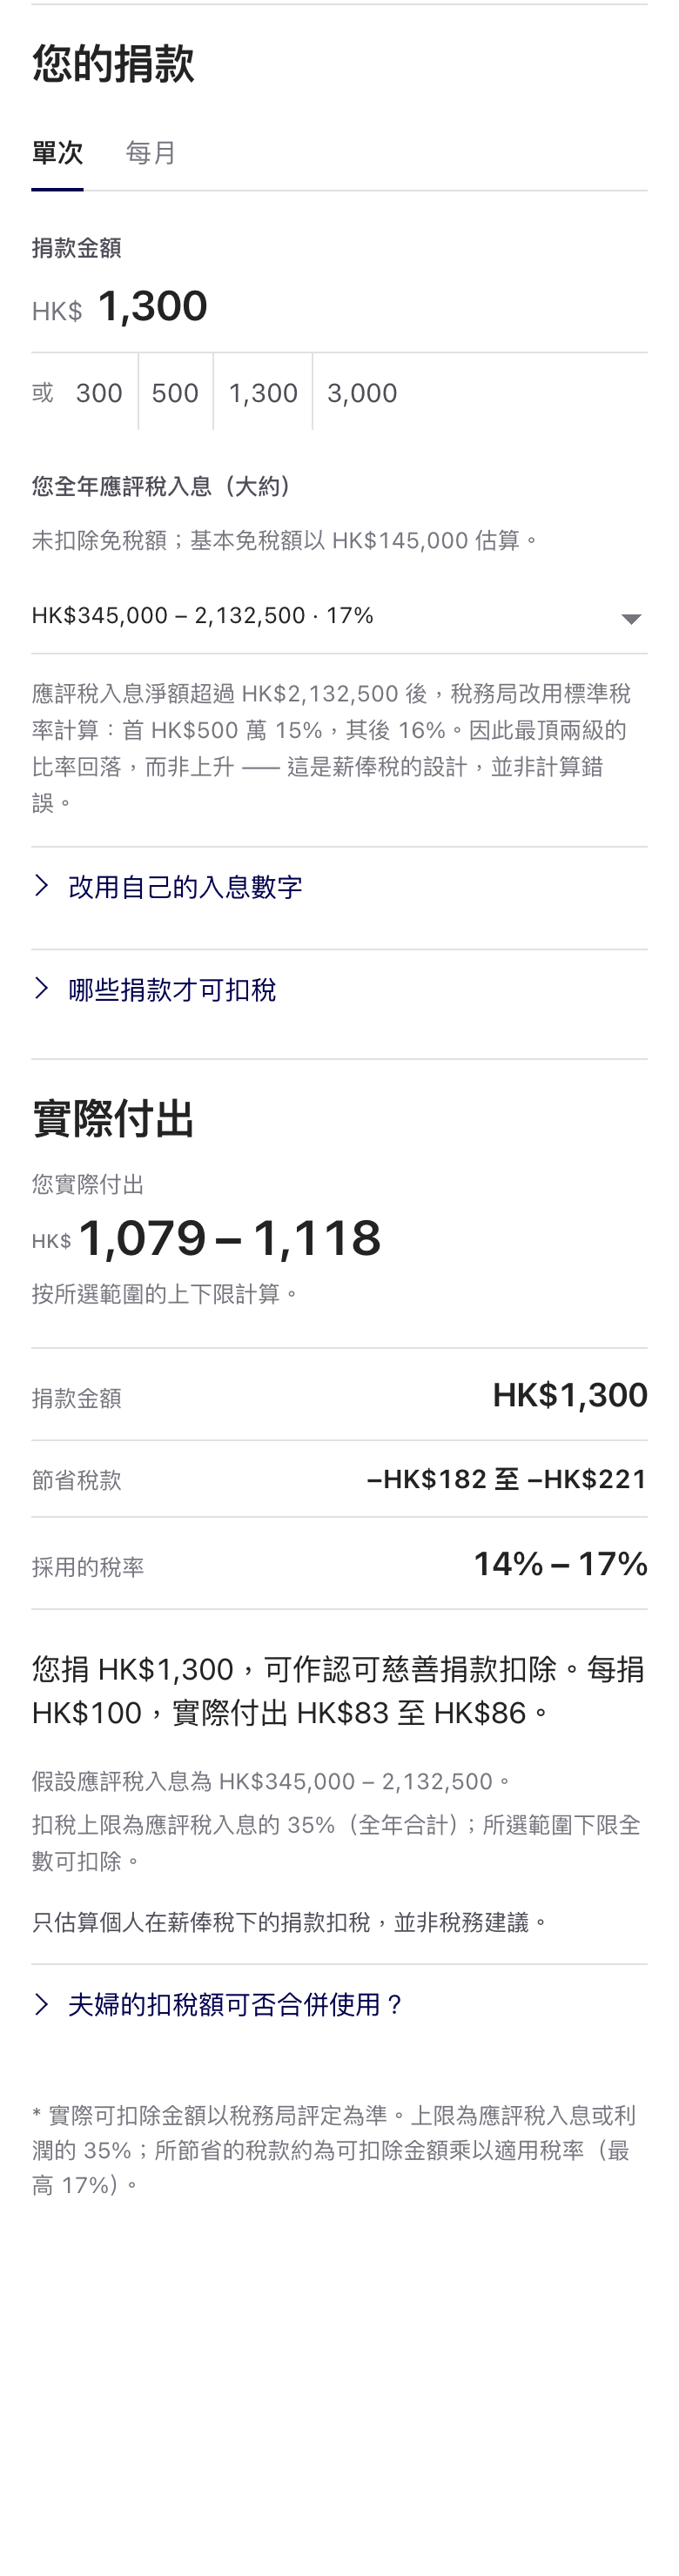 您的捐款
單次 每月
捐款金額
HK$ 1,300
或 300 500 1,300 3,000
您全年應評稅入息（大約）
未扣除免稅額；基本免稅額以 HK$145,000 估算。
HK$345,000 – 2,132,500 · 17%
應評稅入息淨額超過 HK$2,132,500 後，稅務局改用標準稅
率計算：首 HK$500 萬 15%，其後 16%。因此最頂兩級的
比率回落，而非上升 —— 這是薪俸稅的設計，並非計算錯
誤。
改用自己的入息數字
哪些捐款才可扣稅
實際付出
您實際付出
HK$ 1,079 – 1,118
按所選範圍的上下限計算。
捐款金額 HK$1,300
節省稅款 –HK$182 至 –HK$221
採用的稅率 14% – 17%
您捐 HK$1,300，可作認可慈善捐款扣除。每捐
HK$100，實際付出 HK$83 至 HK$86。
假設應評稅入息為 HK$345,000 – 2,132,500。
扣稅上限為應評稅入息的 35%（全年合計）；所選範圍下限全
數可扣除。
只估算個人在薪俸稅下的捐款扣稅，並非稅務建議。
夫婦的扣稅額可否合併使用？
* 實際可扣除金額以稅務局評定為準。上限為應評稅入息或利
潤的 35%；所節省的稅款約為可扣除金額乘以適用稅率（最
高 17%）。